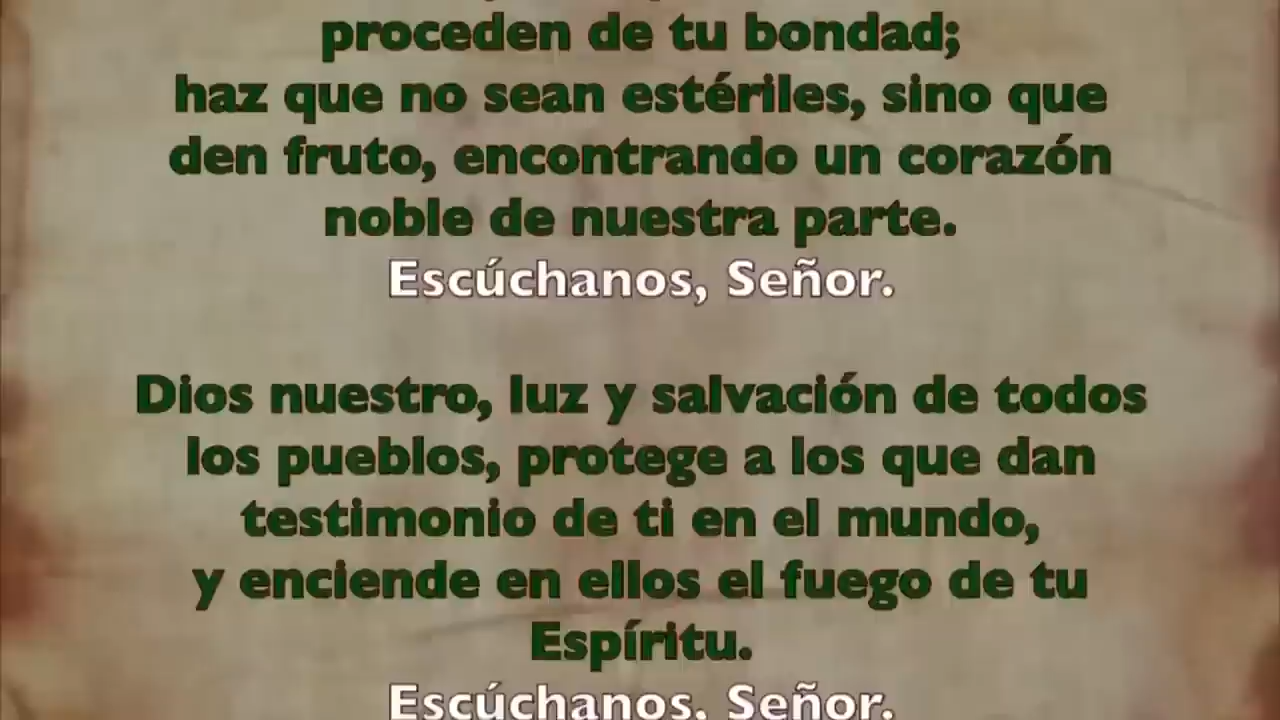 proceden de tu bondad;
haz que no sean estériles, sino que
den fruto, encontrando un corazón
noble de nuestra parte.
Escúchanos, Señor.
Dios nuestro, luz y salvación de todos
los pueblos, protege a los que dan
testimonio de ti en el mundo,
y enciende en ellos el fuego de tu
Espíritu.
Escúchanos, Señor.